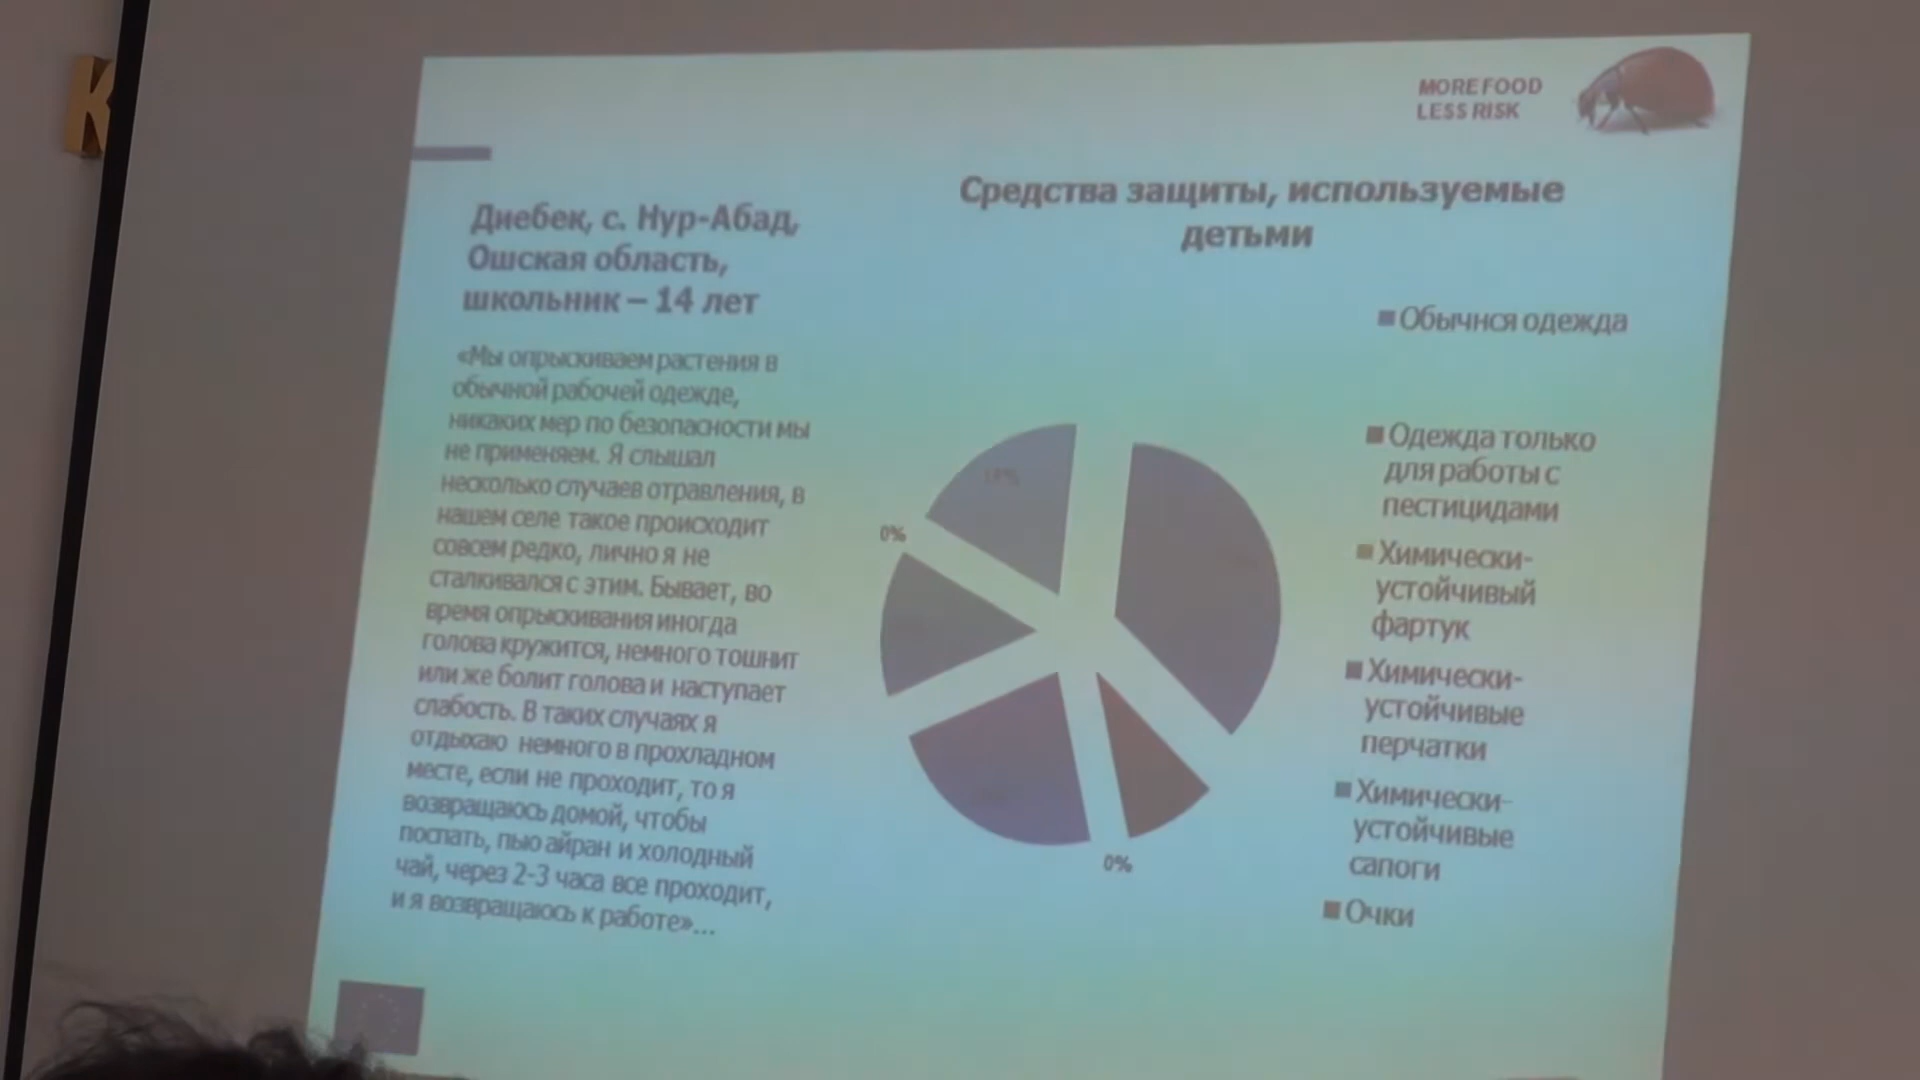 K
MORE FOOD
LESS RISK
Диебек, с. Нур-Абад,
Ошская область,
школьник – 14 лет
«Мы опрыскиваем растения в
обычной рабочей одежде,
никаких мер по безопасности мы
не применяем. Я слышал
несколько случаев отравления, в
нашем селе такое происходит
совсем редко, лично я не
сталкивался с этим. Бывает, во
время опрыскивания иногда
голова кружится, немного тошнит
или же болит голова и наступает
слабость. В таких случаях я
отдыхаю немного в прохладном
месте, если не проходит, то я
возвращаюсь домой, чтобы
поспать, пью айран и холодный
чай, через 2-3 часа все проходит,
и я возвращаюсь к работе»...
Средства защиты, используемые
детьми
0%
0%
Обычнся одежда
Одежда только
для работы с
пестицидами
Химически-
устойчивый
фартук
Химически-
устойчивые
перчатки
Химически-
устойчивые
сапоги
Очки